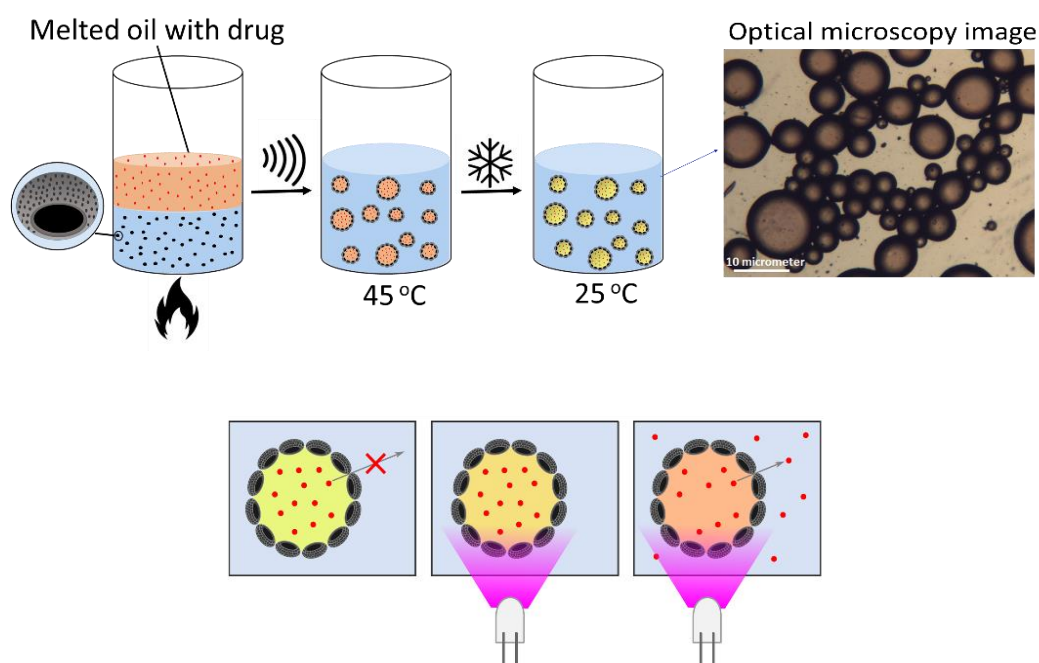 Melted oil with drug
Optical microscopy image
10 micrometer
45 °C
25 °C